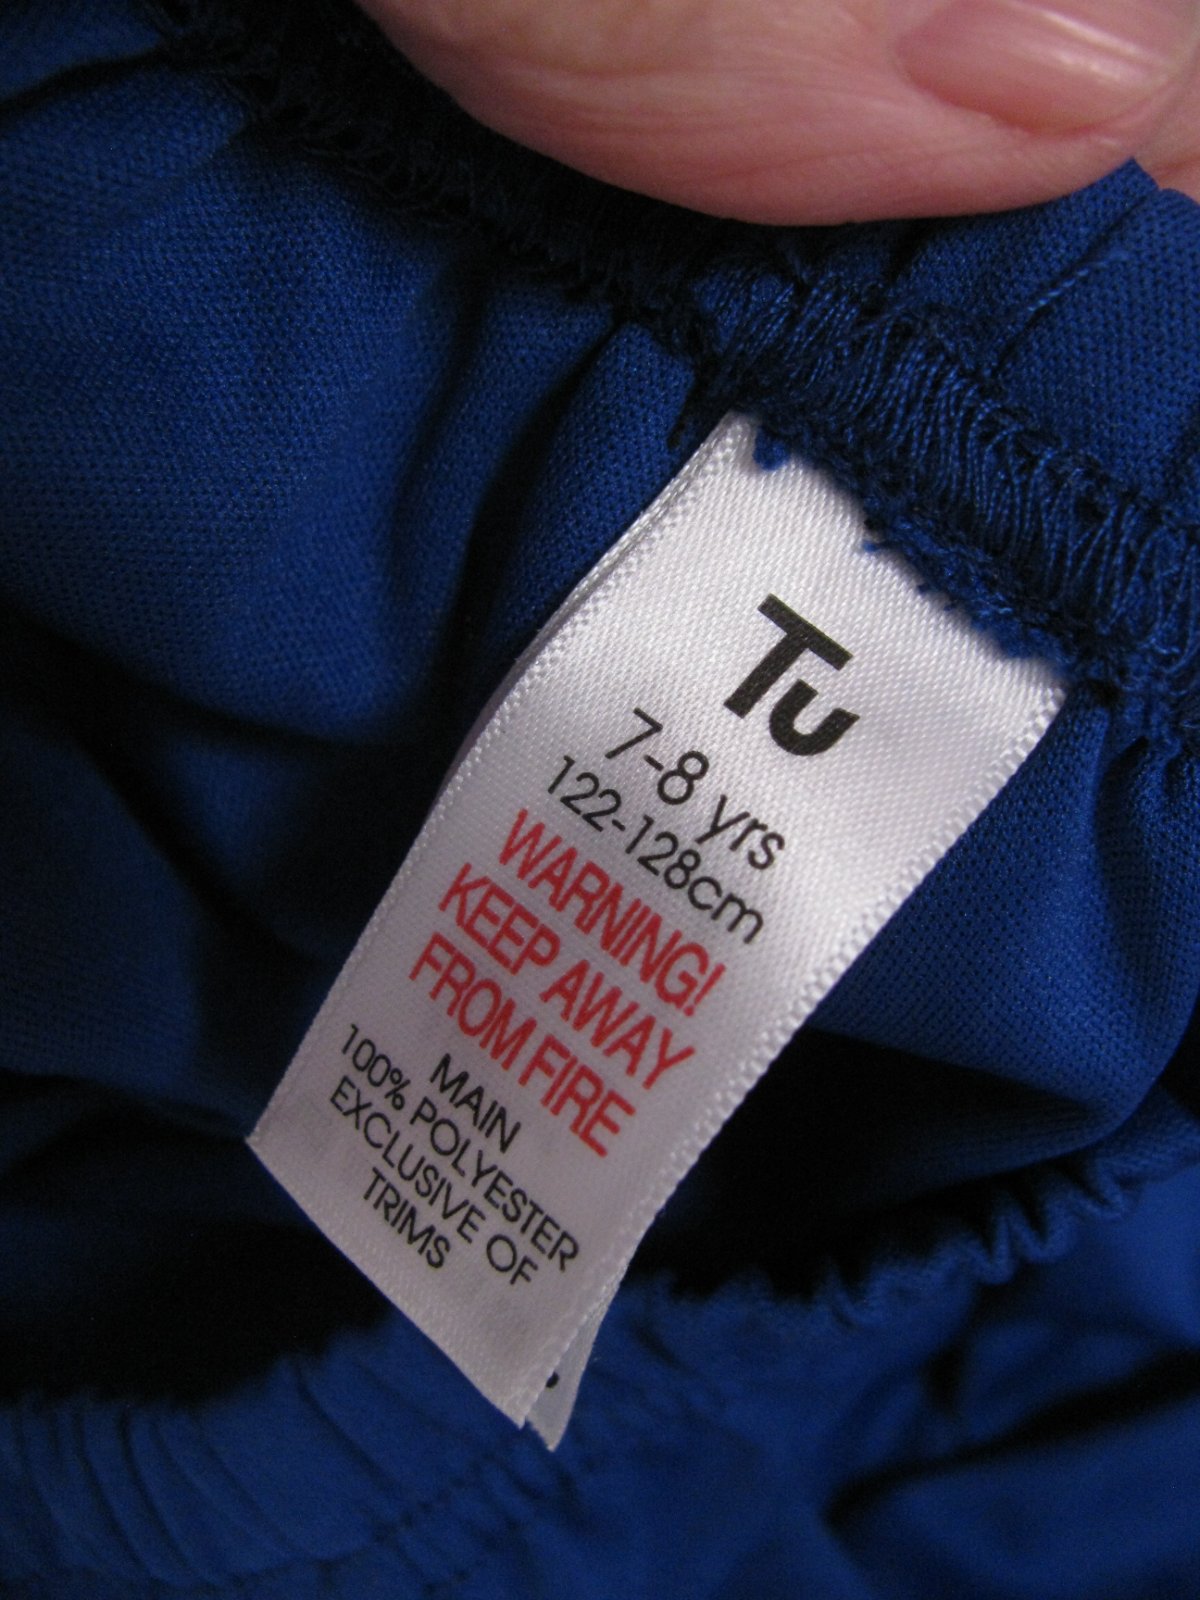 Tu
7-8 yrs
122-128cm
WARNING!
KEEP AWAY
FROM FIRE
MAIN
100% POLYESTER
EXCLUSIVE OF
TRIMS